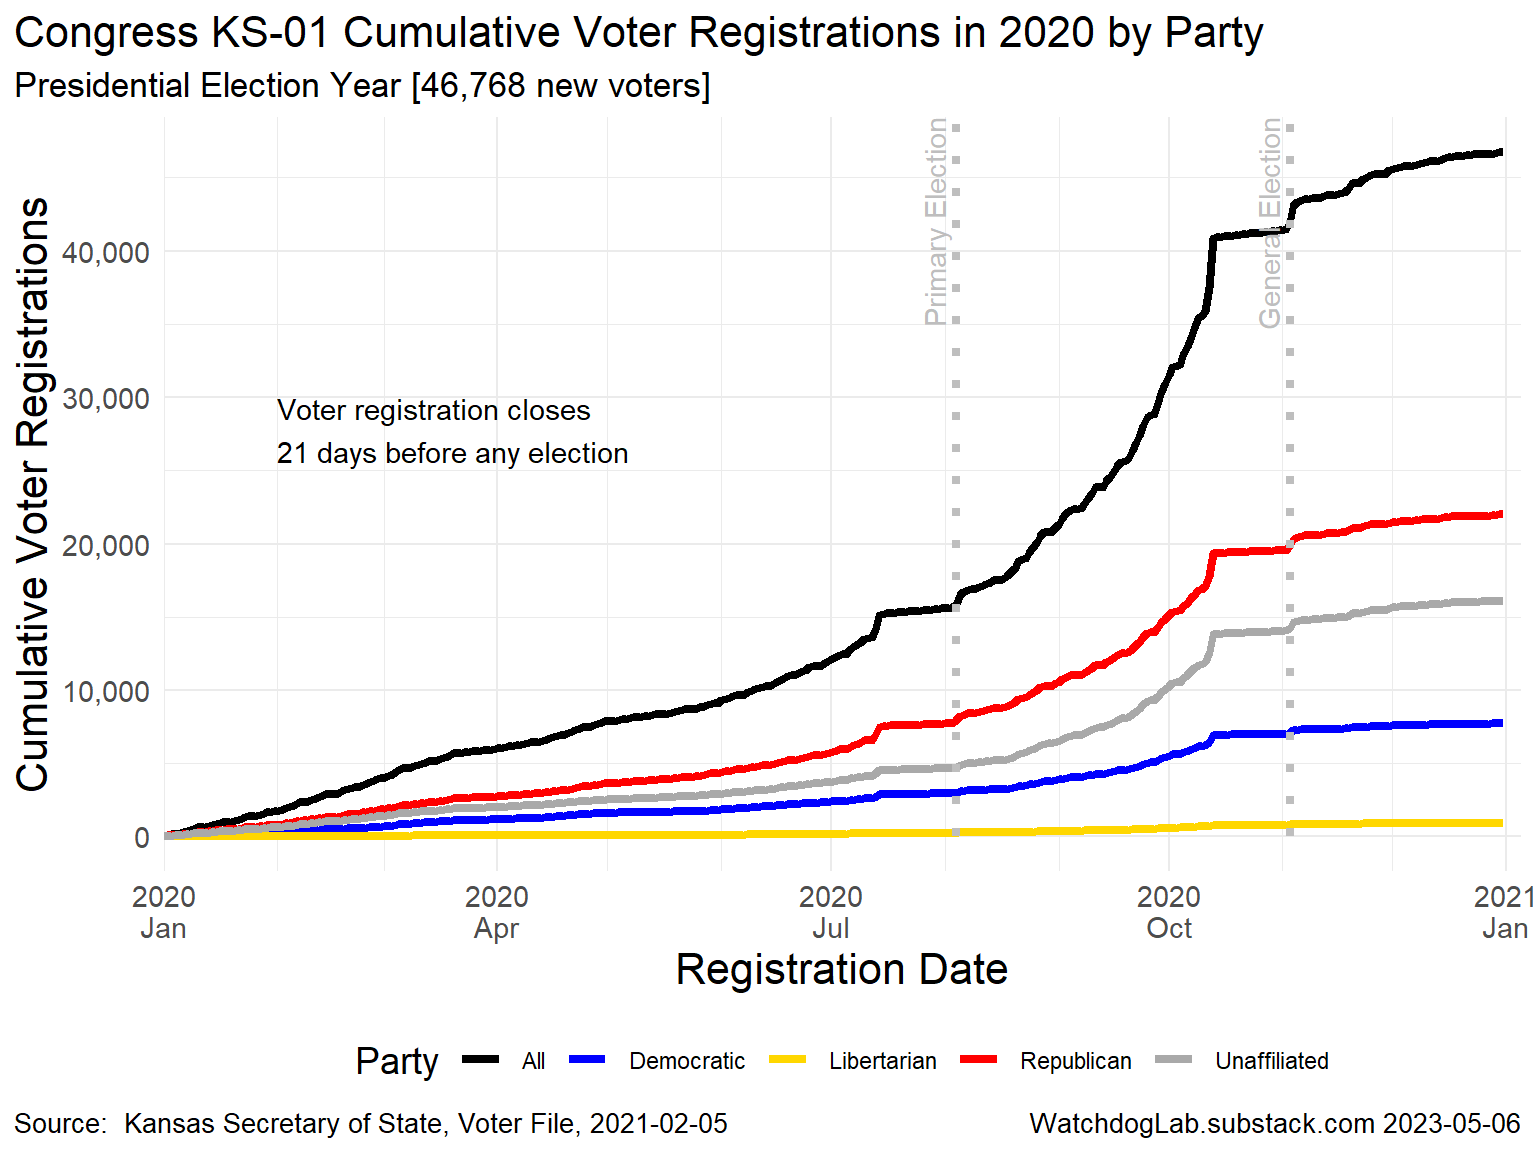 Congress KS-01 Cumulative Voter Registrations in 2020 by Party
Presidential Election Year [46,768 new voters]
Cumulative Voter Registrations
40,000
30,000
20,000
10,000
0
Primary Election
General Election
Voter registration closes
21 days before any election
2020
Jan
2020
Apr
2020
Jul
2020
Oct
2021
Jan
Registration Date
Party All Democratic Libertarian Republican Unaffiliated
Source:  Kansas Secretary of State, Voter File, 2021-02-05
WatchdogLab.substack.com 2023-05-06